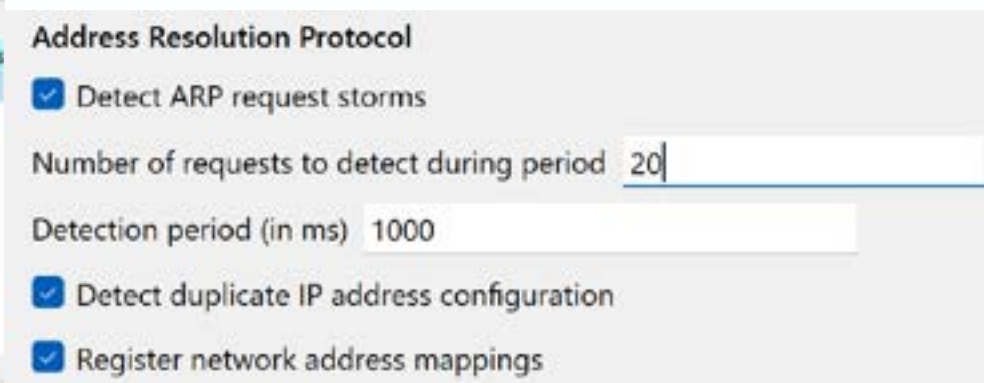 Address Resolution Protocol
Detect ARP request storms
Number of requests to detect during period 20
Detection period (in ms) 1000
Detect duplicate IP address configuration
Register network address mappings